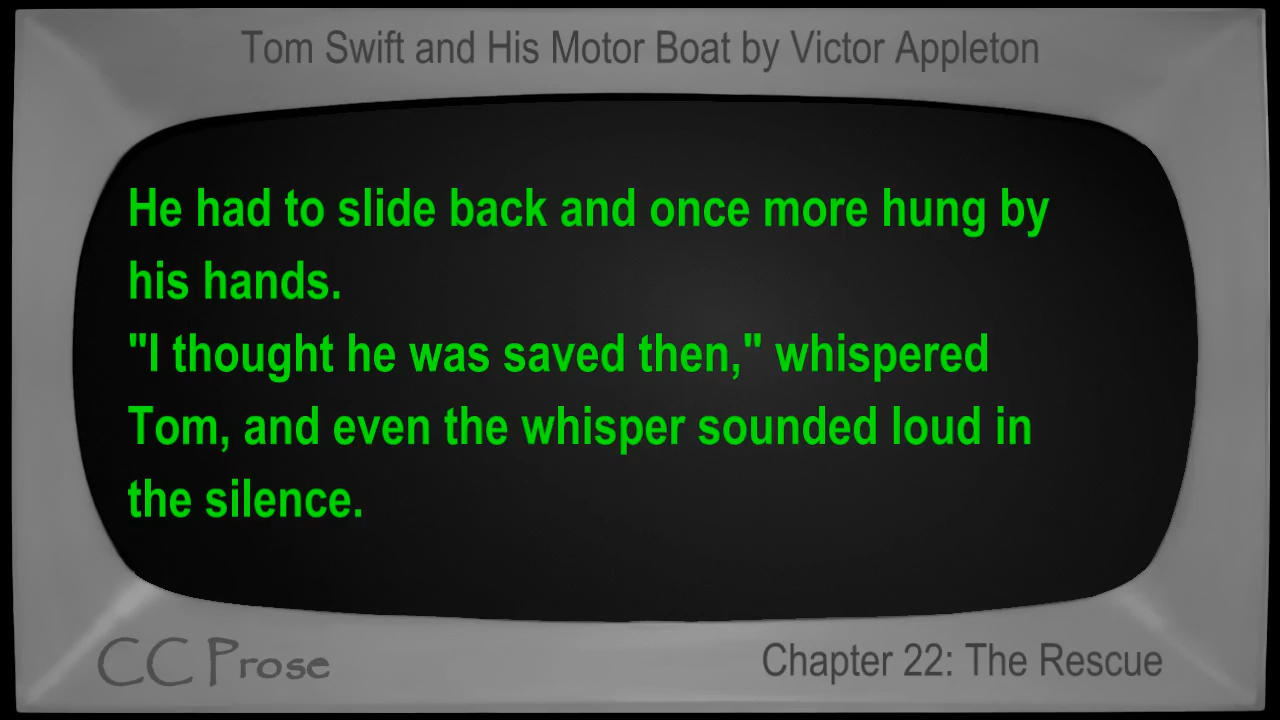 Tom Swift and His Motor Boat by Victor Appleton
He had to slide back and once more hung by
his hands.
"I thought he was saved then," whispered
Tom, and even the whisper sounded loud in
the silence.
CC Prose
Chapter 22: The Rescue